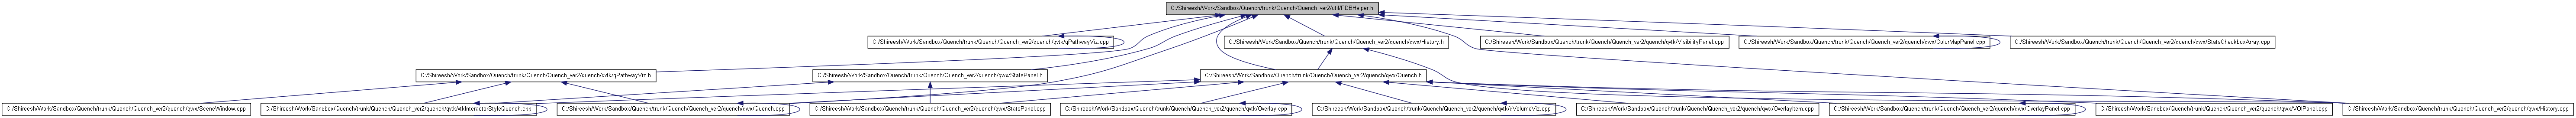 C:/Shireesh/Work/Sandbox/Quench/trunk/Quench/Quench_ver2/util/PDBHelper.h
C:/Shireesh/Work/Sandbox/Quench/trunk/Quench/Quench_ver2/quench/qvtk/qPathwayViz.cpp
C:/Shireesh/Work/Sandbox/Quench/trunk/Quench/Quench_ver2/quench/qwx/History.h
C:/Shireesh/Work/Sandbox/Quench/trunk/Quench/Quench_ver2/quench/qvtk/VisibilityPanel.cpp
C:/Shireesh/Work/Sandbox/Quench/trunk/Quench/Quench_ver2/quench/qwx/ColorMapPanel.cpp
C:/Shireesh/Work/Sandbox/Quench/trunk/Quench/Quench_ver2/quench/qwx/StatsCheckboxArray.cpp
C:/Shireesh/Work/Sandbox/Quench/trunk/Quench/Quench_ver2/quench/qvtk/qPathwayViz.h
C:/Shireesh/Work/Sandbox/Quench/trunk/Quench/Quench_ver2/quench/qwx/StatsPanel.h
C:/Shireesh/Work/Sandbox/Quench/trunk/Quench/Quench_ver2/quench/qwx/Quench.h
C:/Shireesh/Work/Sandbox/Quench/trunk/Quench/Quench_ver2/quench/qwx/SceneWindow.cpp
C:/Shireesh/Work/Sandbox/Quench/trunk/Quench/Quench_ver2/quench/qvtk/vtkInteractorStyleQuench.cpp
C:/Shireesh/Work/Sandbox/Quench/trunk/Quench/Quench_ver2/quench/qwx/Quench.cpp
C:/Shireesh/Work/Sandbox/Quench/trunk/Quench/Quench_ver2/quench/qwx/StatsPanel.cpp
C:/Shireesh/Work/Sandbox/Quench/trunk/Quench/Quench_ver2/quench/qvtk/Overlay.cpp
C:/Shireesh/Work/Sandbox/Quench/trunk/Quench/Quench_ver2/quench/qvtk/qVolumeViz.cpp
C:/Shireesh/Work/Sandbox/Quench/trunk/Quench/Quench_ver2/quench/qwx/OverlayItem.cpp
C:/Shireesh/Work/Sandbox/Quench/trunk/Quench/Quench_ver2/quench/qwx/OverlayPanel.cpp
C:/Shireesh/Work/Sandbox/Quench/trunk/Quench/Quench_ver2/quench/qwx/VOIPanel.cpp
C:/Shireesh/Work/Sandbox/Quench/trunk/Quench/Quench_ver2/quench/qwx/History.cpp